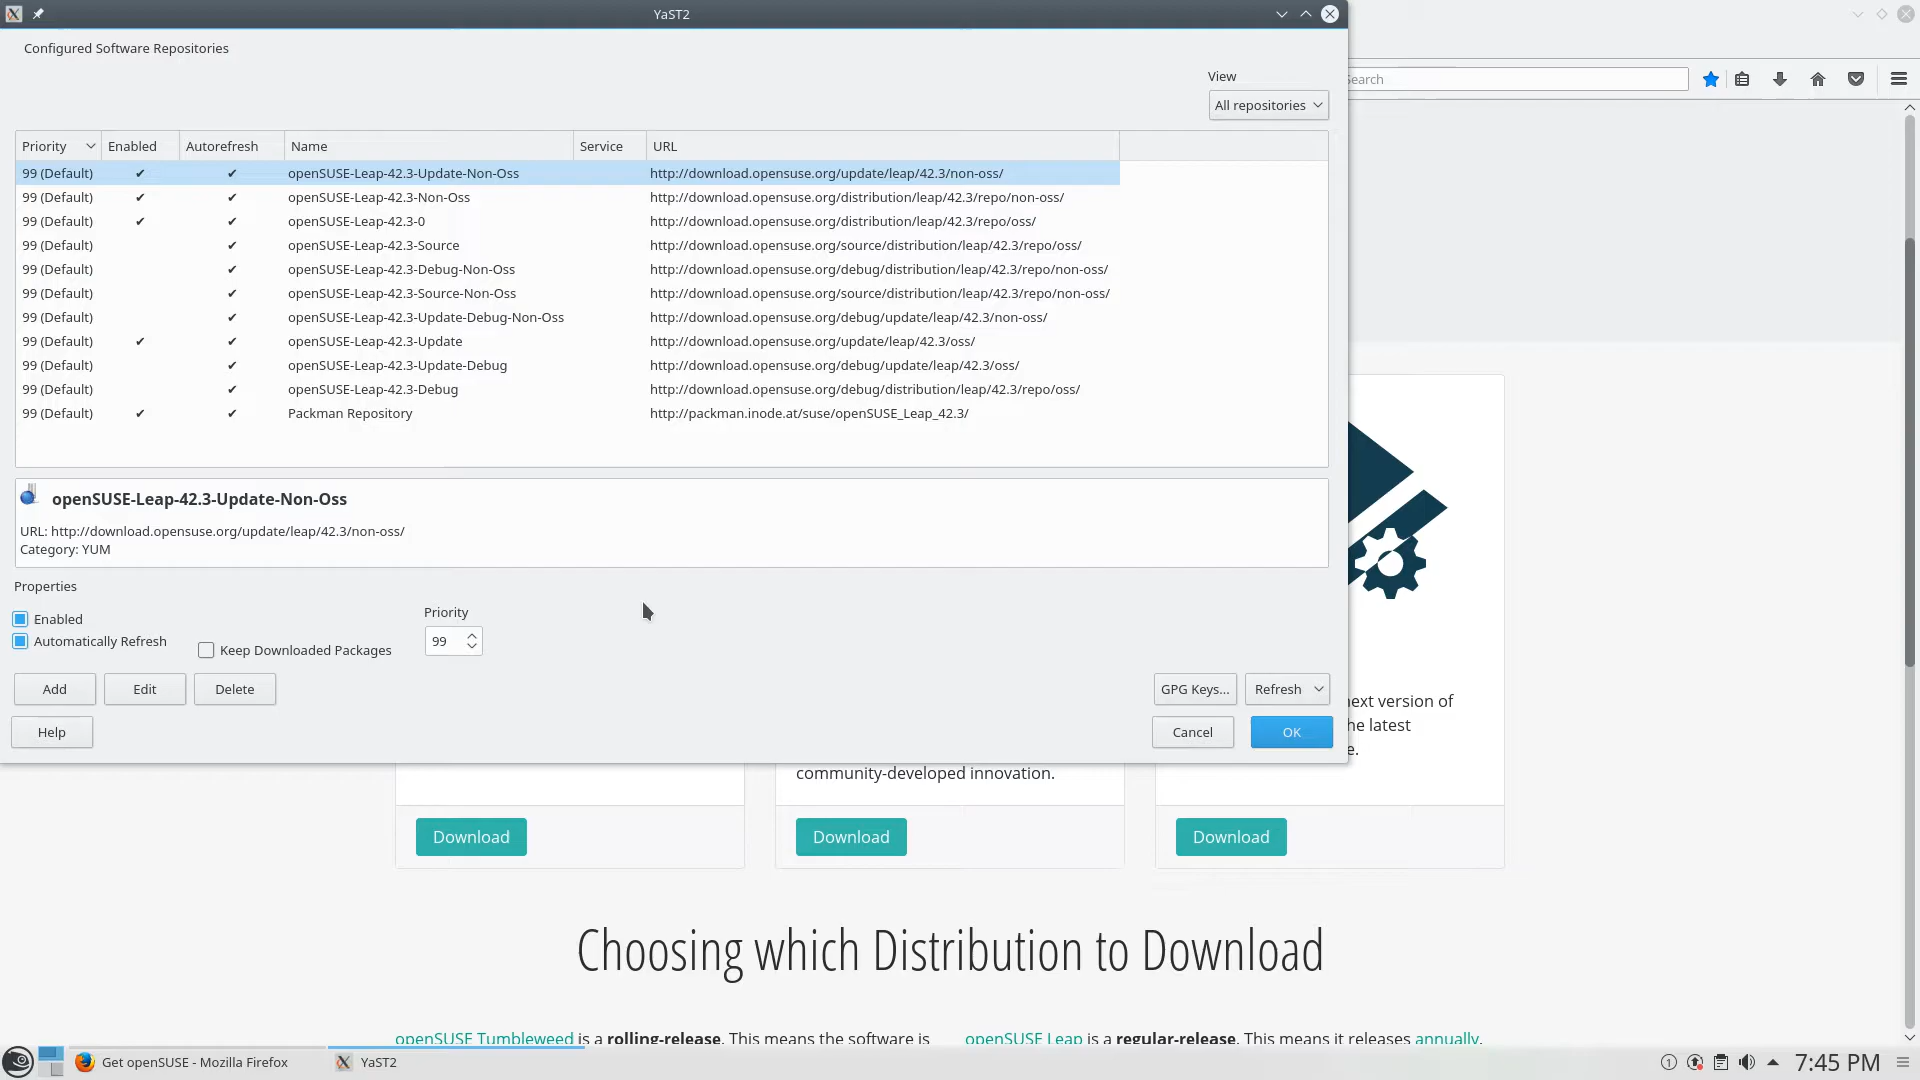 YaST2
Configured Software Repositories
View
All repositories
Search
Priority Enabled Autorefresh Name Service URL
99 (Default) ✔ ✔ openSUSE-Leap-42.3-Update-Non-Oss http://download.opensuse.org/update/leap/42.3/non-oss/
99 (Default) ✔ ✔ openSUSE-Leap-42.3-Non-Oss http://download.opensuse.org/distribution/leap/42.3/repo/non-oss/
99 (Default) ✔ ✔ openSUSE-Leap-42.3-0 http://download.opensuse.org/distribution/leap/42.3/repo/oss/
99 (Default) ✔ openSUSE-Leap-42.3-Source http://download.opensuse.org/source/distribution/leap/42.3/repo/oss/
99 (Default) ✔ openSUSE-Leap-42.3-Debug-Non-Oss http://download.opensuse.org/debug/distribution/leap/42.3/repo/non-oss/
99 (Default) ✔ openSUSE-Leap-42.3-Source-Non-Oss http://download.opensuse.org/source/distribution/leap/42.3/repo/non-oss/
99 (Default) ✔ openSUSE-Leap-42.3-Update-Debug-Non-Oss http://download.opensuse.org/debug/update/leap/42.3/non-oss/
99 (Default) ✔ ✔ openSUSE-Leap-42.3-Update http://download.opensuse.org/update/leap/42.3/oss/
99 (Default) ✔ openSUSE-Leap-42.3-Update-Debug http://download.opensuse.org/debug/update/leap/42.3/oss/
99 (Default) ✔ openSUSE-Leap-42.3-Debug http://download.opensuse.org/debug/distribution/leap/42.3/repo/oss/
99 (Default) ✔ ✔ Packman Repository http://packman.inode.at/suse/openSUSE_Leap_42.3/
openSUSE-Leap-42.3-Update-Non-Oss
URL: http://download.opensuse.org/update/leap/42.3/non-oss/
Category: YUM
Properties
Enabled
Automatically Refresh
Keep Downloaded Packages
Priority
99
Add Edit Delete GPG Keys... Refresh
Help Cancel OK
next version of
the latest
e.
community-developed innovation.
Download Download Download
Choosing which Distribution to Download
openSUSE Tumbleweed is a rolling-release. This means the software is
openSUSE Leap is a regular-release. This means it releases annually.
Get openSUSE - Mozilla Firefox YaST2 7:45 PM